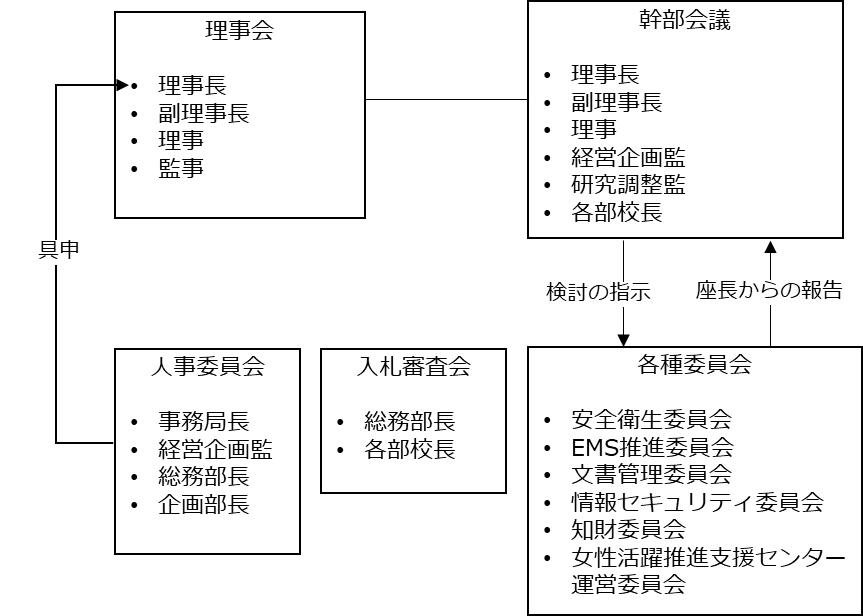 理事会
• 理事長
• 副理事長
• 理事
• 監事
幹部会議
• 理事長
• 副理事長
• 理事
• 経営企画監
• 研究調整監
• 各部校長
具申
検討の指示
座長からの報告
人事委員会
• 事務局長
• 経営企画監
• 総務部長
• 企画部長
入札審査会
• 総務部長
• 各部校長
各種委員会
• 安全衛生委員会
• EMS推進委員会
• 文書管理委員会
• 情報セキュリティ委員会
• 知財委員会
• 女性活躍推進支援センター
運営委員会